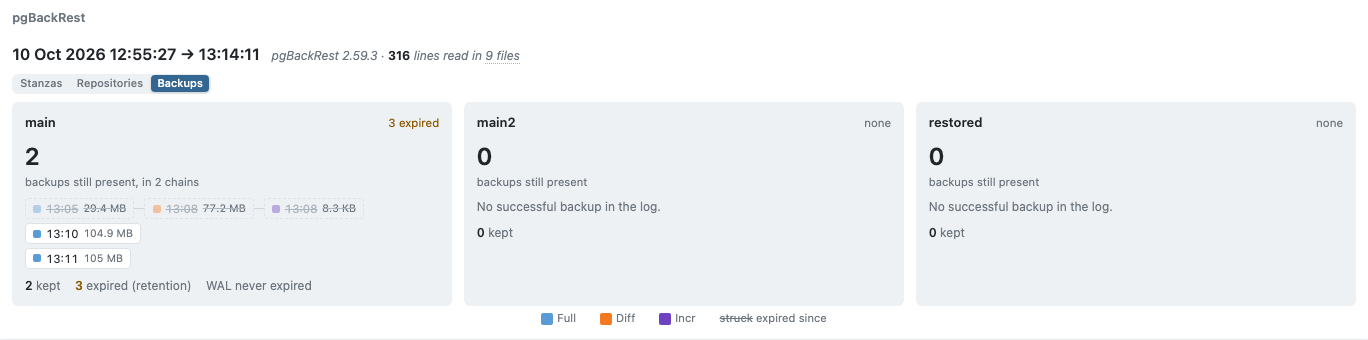 pgBackRest
10 Oct 2026 12:55:27 → 13:14:11 pgBackRest 2.59.3 · 316 lines read in 9 files
Stanzas Repositories Backups
main 3 expired
2
backups still present, in 2 chains
13:05 29.4 MB 13:08 77.2 MB 13:08 8.3 KB
13:10 104.9 MB
13:11 105 MB
2 kept 3 expired (retention) WAL never expired
main2 none
0
backups still present
No successful backup in the log.
0 kept
restored none
0
backups still present
No successful backup in the log.
0 kept
Full Diff Incr struck expired since